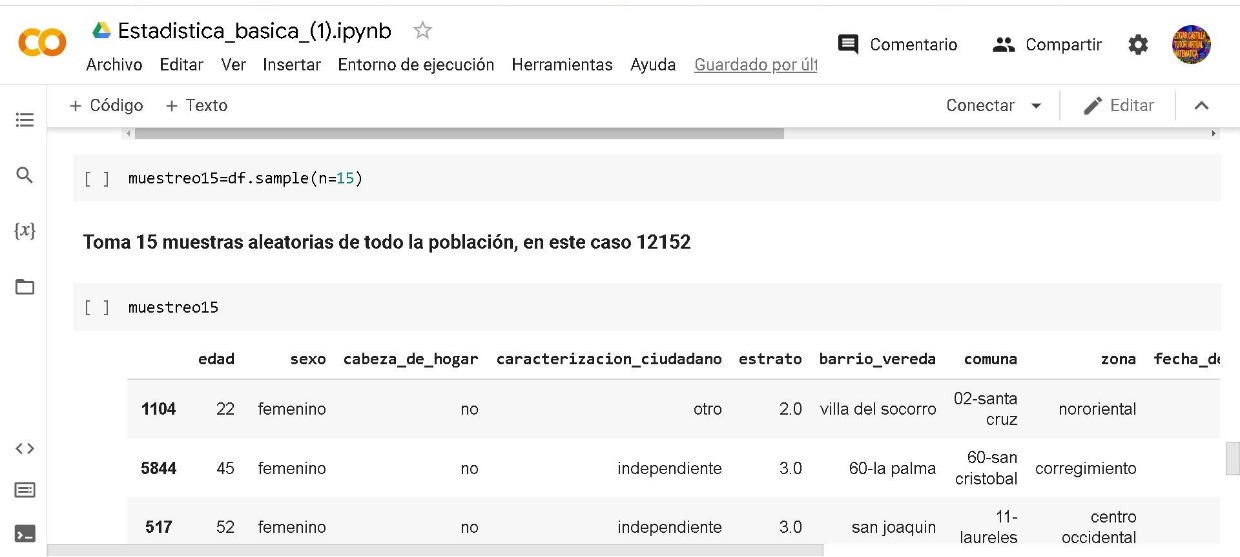 Estadistica_basica_(1).ipynb
Comentario
Compartir
Archivo Editar Ver Insertar Entorno de ejecución Herramientas Ayuda Guardado por últ
+ Código + Texto
Conectar
Editar
[ ] muestreo15=df.sample(n=15)
{x}
Toma 15 muestras aleatorias de todo la población, en este caso 12152
[ ] muestreo15
edad sexo cabeza_de_hogar caracterizacion_ciudadano estrato barrio_vereda comuna zona fecha_de
1104 22 femenino no otro 2.0 villa del socorro 02-santa cruz nororiental
5844 45 femenino no independiente 3.0 60-la palma 60-san cristobal corregimiento
517 52 femenino no independiente 3.0 san joaquin 11-laureles centro occidental